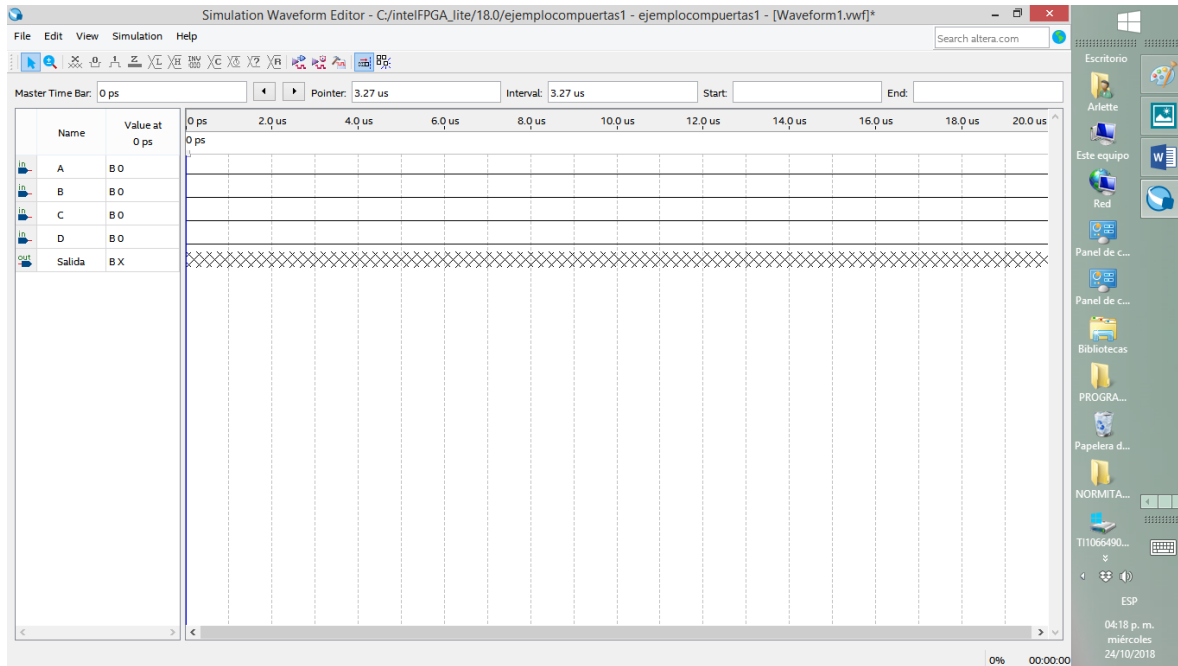 Simulation Waveform Editor - C:/intelFPGA_lite/18.0/ejemplocompuertas1 - ejemplocompuertas1 - [Waveform1.vwf]*
File Edit View Simulation Help
Search altera.com
Master Time Bar: 0 ps Pointer: 3.27 us Interval: 3.27 us Start: End:
Name Value at
0 ps
0 ps 2.0 us 4.0 us 6.0 us 8.0 us 10.0 us 12.0 us 14.0 us 16.0 us 18.0 us 20.0 us
0 ps
in A B 0
in B B 0
in C B 0
in D B 0
out Salida B X
0% 00:00:00
Escritorio
Arlette
Este equipo
Red
Panel de c...
Panel de c...
Bibliotecas
PROGRA...
Papelera d...
NORMITA...
TI1066490...
ESP
04:18 p. m.
miércoles
24/10/2018